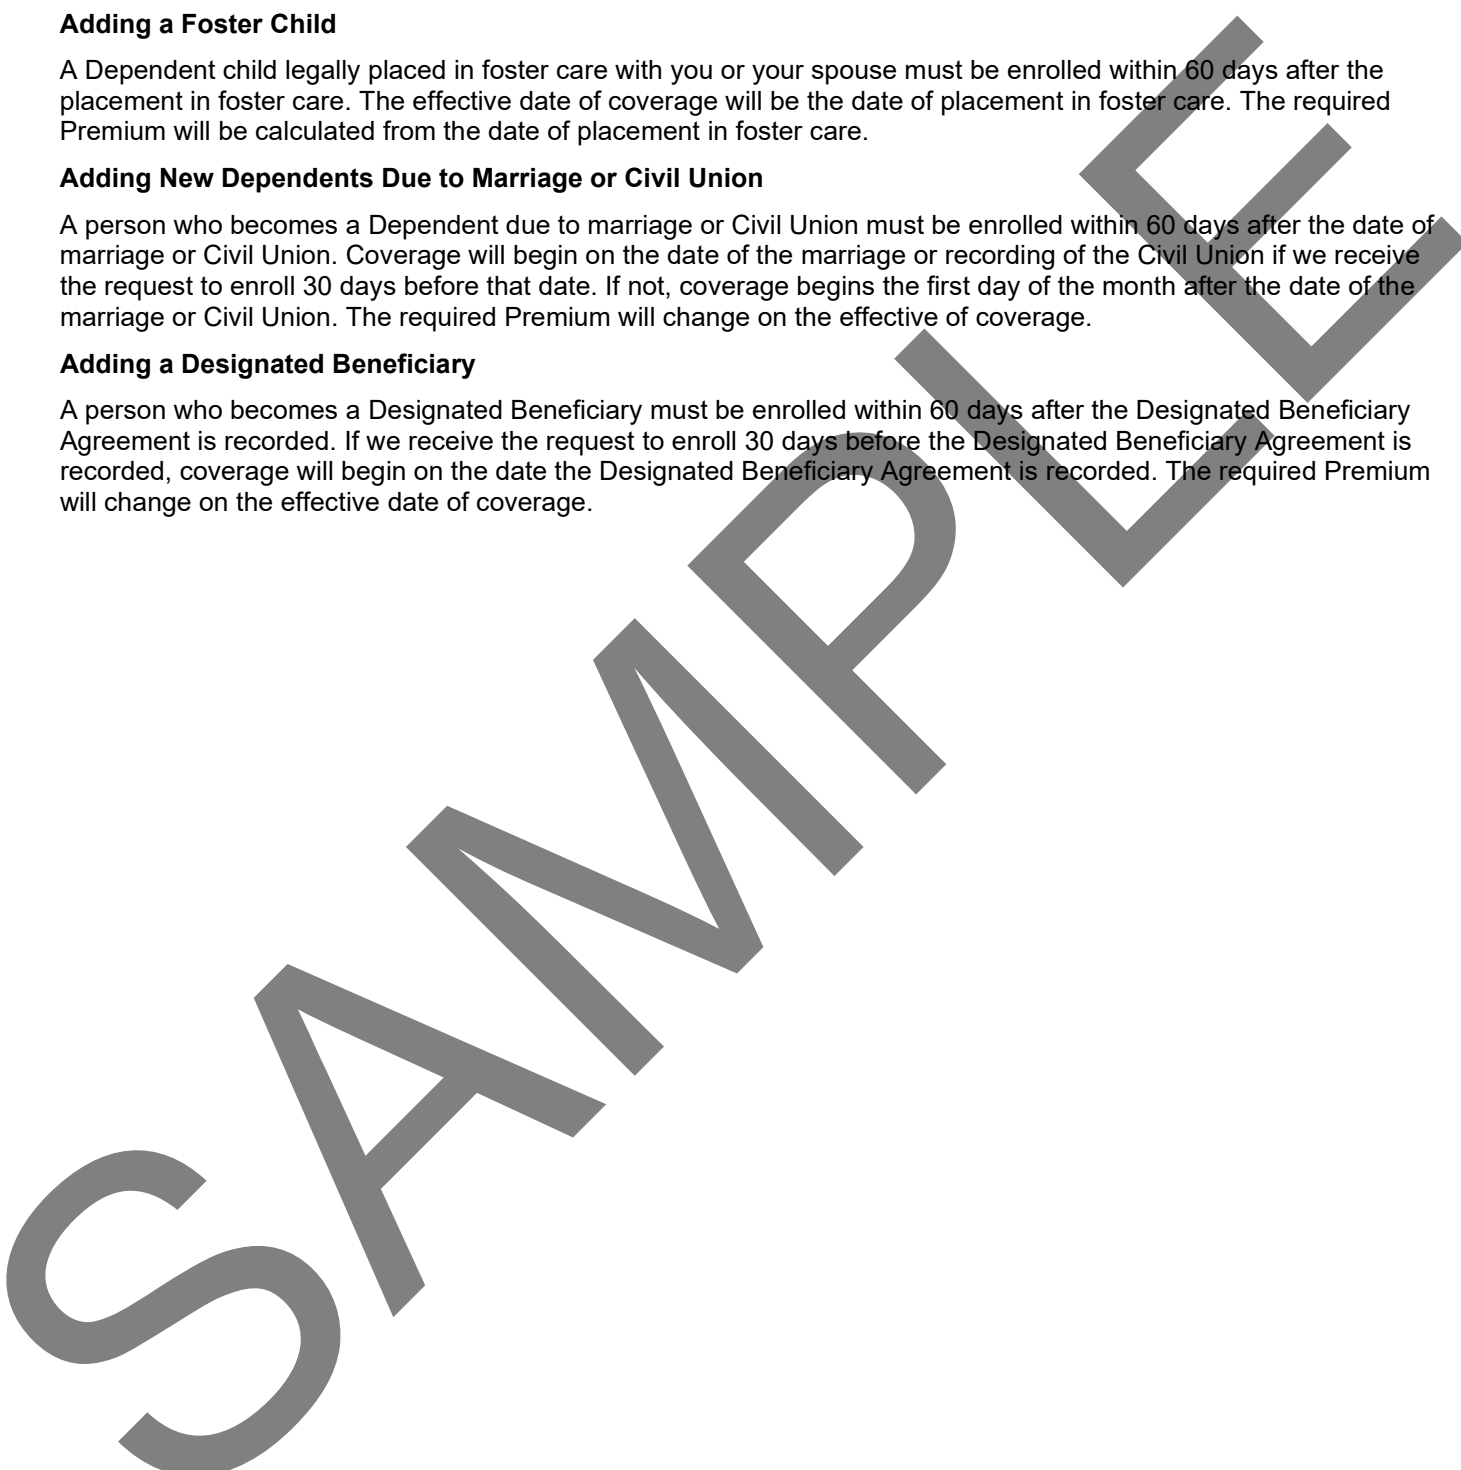 Adding a Foster Child
A Dependent child legally placed in foster care with you or your spouse must be enrolled within 60 days after the
placement in foster care. The effective date of coverage will be the date of placement in foster care. The required
Premium will be calculated from the date of placement in foster care.
Adding New Dependents Due to Marriage or Civil Union
A person who becomes a Dependent due to marriage or Civil Union must be enrolled within 60 days after the date of
marriage or Civil Union. Coverage will begin on the date of the marriage or recording of the Civil Union if we receive
the request to enroll 30 days before that date. If not, coverage begins the first day of the month after the date of the
marriage or Civil Union. The required Premium will change on the effective of coverage.
Adding a Designated Beneficiary
A person who becomes a Designated Beneficiary must be enrolled within 60 days after the Designated Beneficiary
Agreement is recorded. If we receive the request to enroll 30 days before the Designated Beneficiary Agreement is
recorded, coverage will begin on the date the Designated Beneficiary Agreement is recorded. The required Premium
will change on the effective date of coverage.
SAMPLE